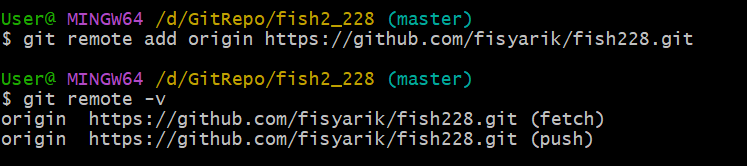 User@ MINGW64 /d/GitRepo/fish2_228 (master)
$ git remote add origin https://github.com/fisyarik/fish228.git
User@ MINGW64 /d/GitRepo/fish2_228 (master)
$ git remote -v
origin  https://github.com/fisyarik/fish228.git (fetch)
origin  https://github.com/fisyarik/fish228.git (push)